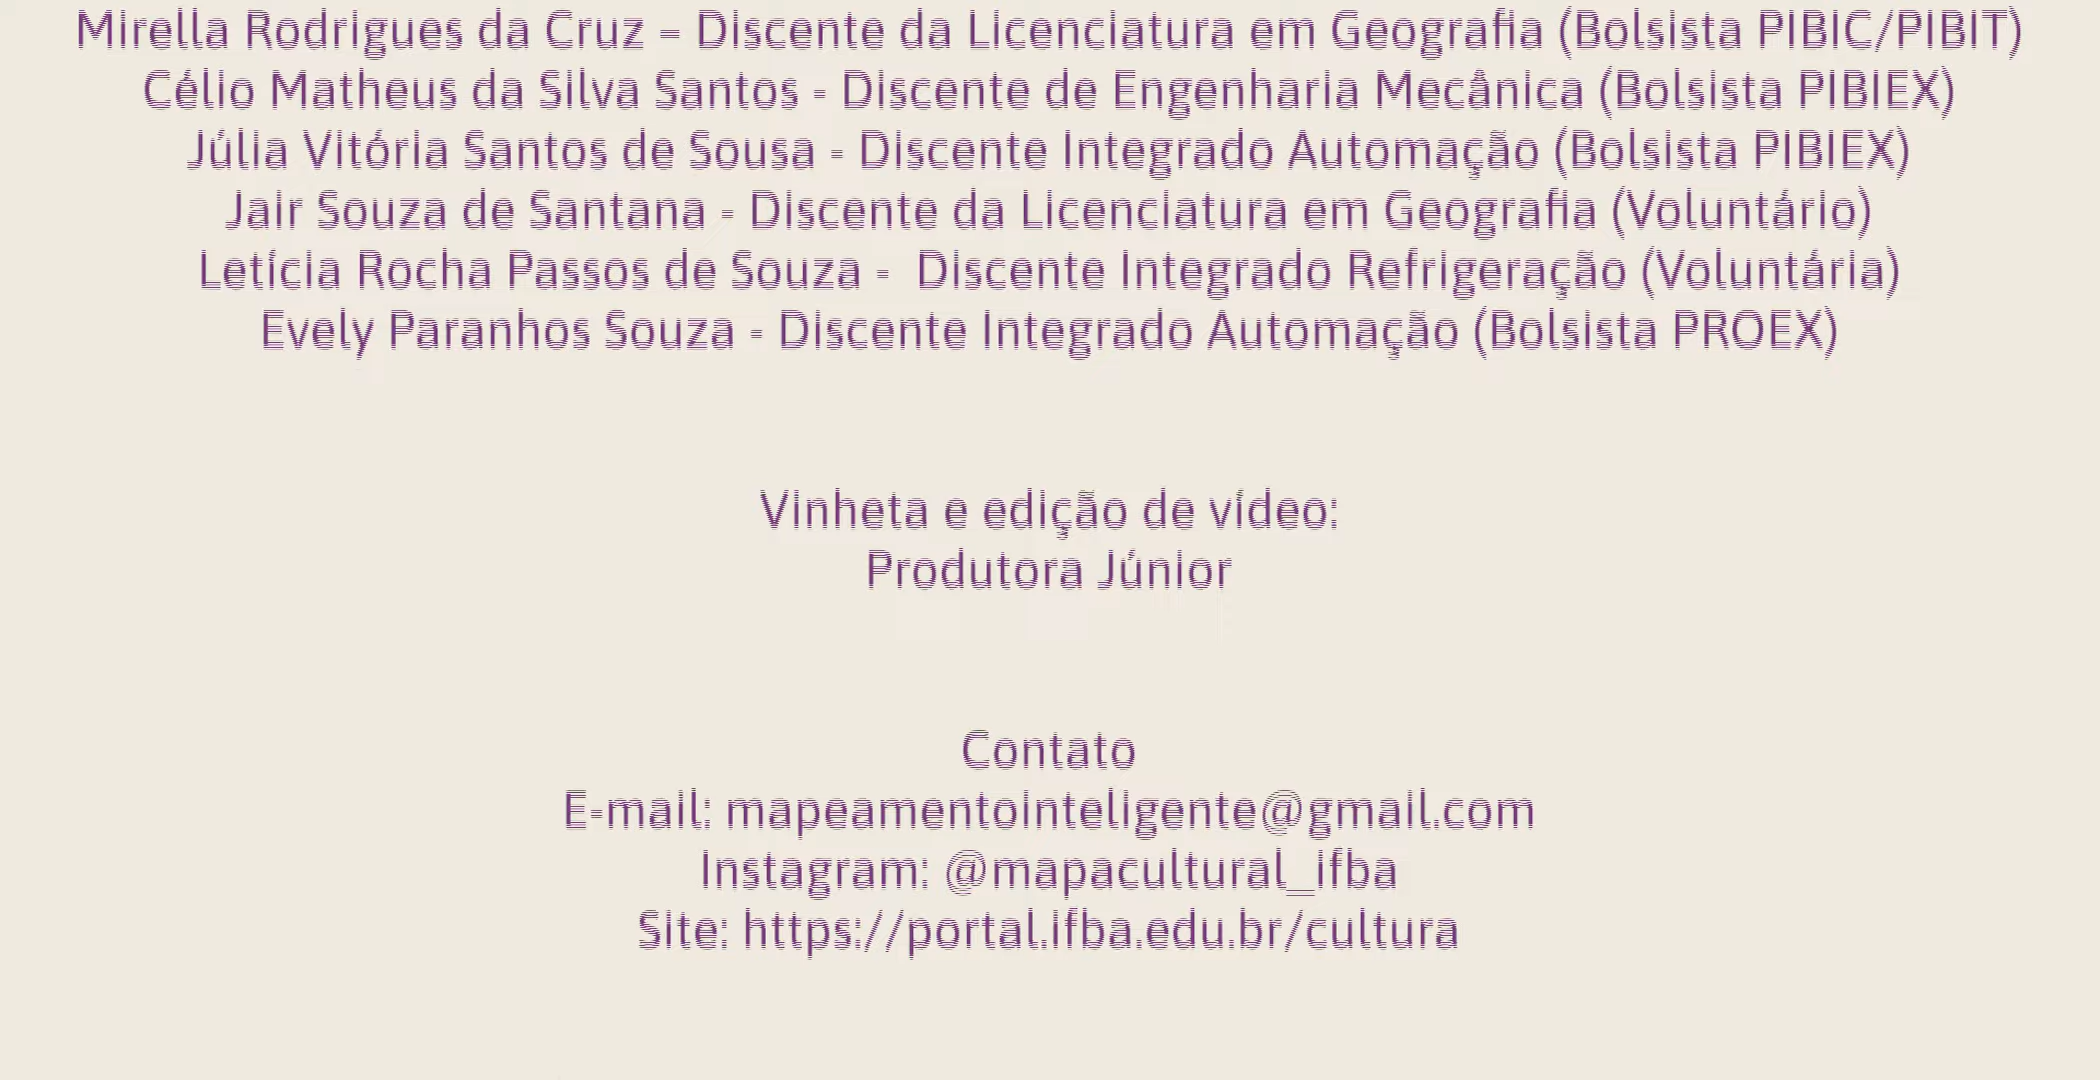 Mirella Rodrigues da Cruz – Discente da Licenciatura em Geografia (Bolsista PIBIC/PIBIT)
Célio Matheus da Silva Santos - Discente de Engenharia Mecânica (Bolsista PIBIEX)
Júlia Vitória Santos de Sousa - Discente Integrado Automação (Bolsista PIBIEX)
Jair Souza de Santana - Discente da Licenciatura em Geografia (Voluntário)
Letícia Rocha Passos de Souza -  Discente Integrado Refrigeração (Voluntária)
Evely Paranhos Souza - Discente Integrado Automação (Bolsista PROEX)
Vinheta e edição de vídeo:
Produtora Júnior
Contato
E-mail: mapeamentointeligente@gmail.com
Instagram: @mapacultural_ifba
Site: https://portal.ifba.edu.br/cultura